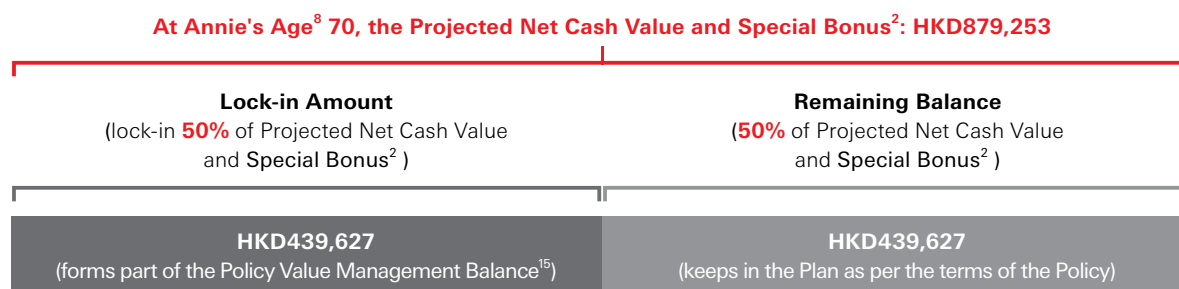 At Annie's Age8 70, the Projected Net Cash Value and Special Bonus2: HKD879,253
Lock-in Amount
(lock-in 50% of Projected Net Cash Value
and Special Bonus2 )
Remaining Balance
(50% of Projected Net Cash Value
and Special Bonus2 )
HKD439,627
(forms part of the Policy Value Management Balance15)
HKD439,627
(keeps in the Plan as per the terms of the Policy)